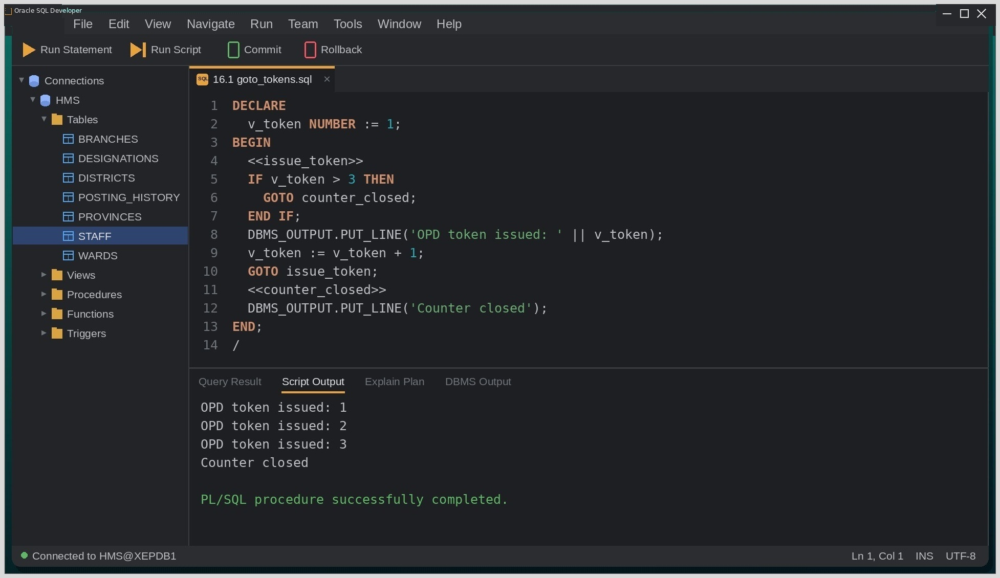 Oracle SQL Developer
File Edit View Navigate Run Team Tools Window Help
Run Statement Run Script Commit Rollback
Connections
HMS
Tables
BRANCHES
DESIGNATIONS
DISTRICTS
POSTING_HISTORY
PROVINCES
STAFF
WARDS
Views
Procedures
Functions
Triggers
SQL 16.1 goto_tokens.sql
1 DECLARE
2   v_token NUMBER := 1;
3 BEGIN
4   <<issue_token>>
5   IF v_token > 3 THEN
6     GOTO counter_closed;
7   END IF;
8   DBMS_OUTPUT.PUT_LINE('OPD token issued: ' || v_token);
9   v_token := v_token + 1;
10   GOTO issue_token;
11   <<counter_closed>>
12   DBMS_OUTPUT.PUT_LINE('Counter closed');
13 END;
14 /
Query Result Script Output Explain Plan DBMS Output
OPD token issued: 1
OPD token issued: 2
OPD token issued: 3
Counter closed
PL/SQL procedure successfully completed.
Connected to HMS@XEPDB1 Ln 1, Col 1 INS UTF-8